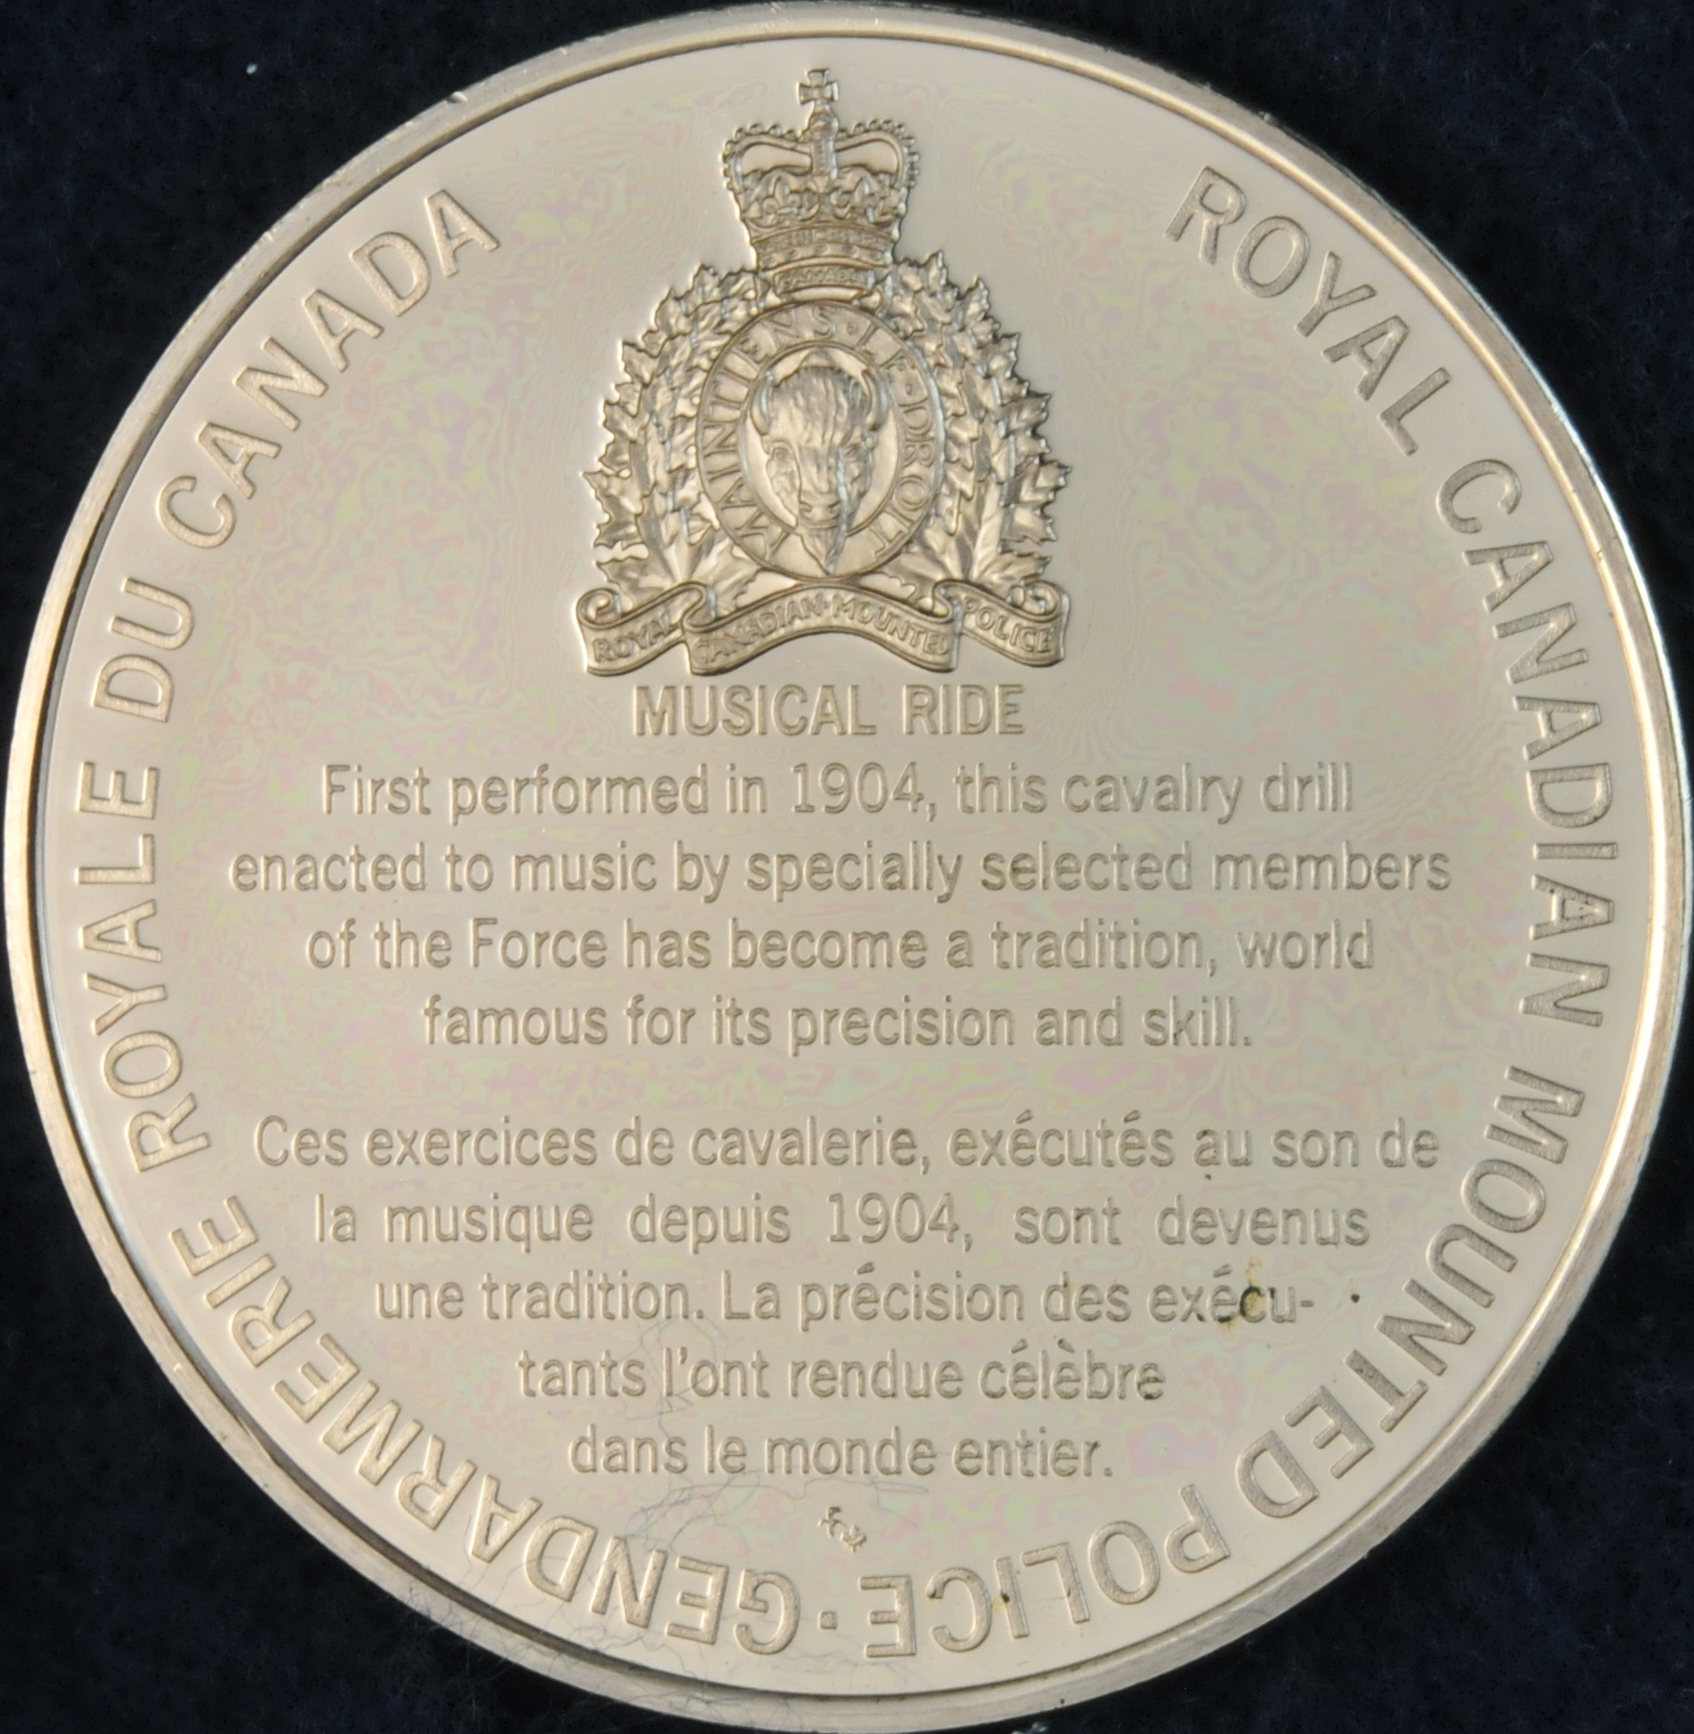 ROYAL CANADIAN MOUNTED POLICE · GENDARMERIE ROYALE DU CANADA
MAINTIENS · LE · DROIT
ROYAL CANADIAN · MOUNTED POLICE
MUSICAL RIDE
First performed in 1904, this cavalry drill
enacted to music by specially selected members
of the Force has become a tradition, world
famous for its precision and skill.
Ces exercices de cavalerie, exécutés au son de
la musique depuis 1904, sont devenus
une tradition. La précision des exécu-
tants l'ont rendue célèbre
dans le monde entier.